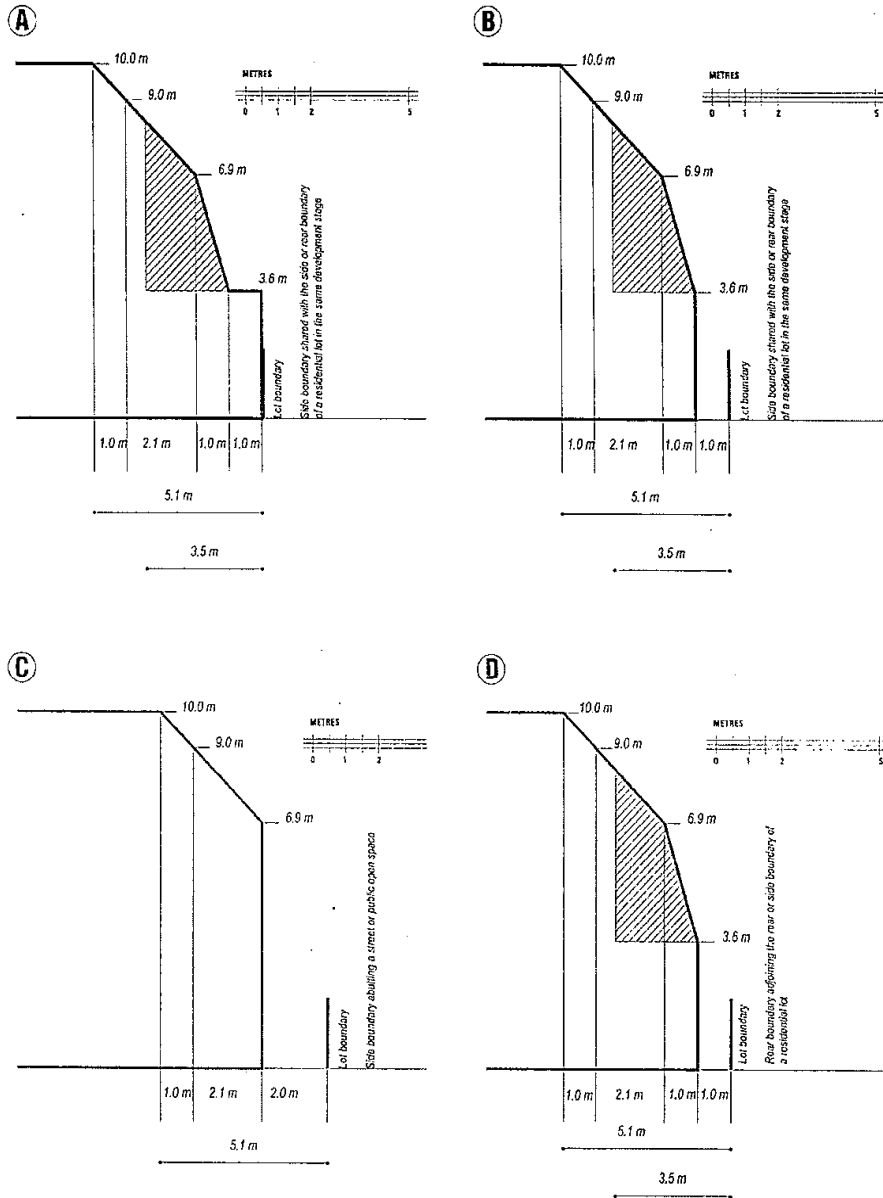 A
10.0 m
9.0 m
6.9 m
3.6 m
METRES
0 1 2 5
Lot boundary
Side boundary shared with the side or rear boundary
of a residential lot in the same development stage
1.0 m 2.1 m 1.0 m 1.0 m
5.1 m
3.5 m
B
10.0 m
9.0 m
6.9 m
3.6 m
METRES
0 1 2 5
Lot boundary
Side boundary shared with the side or rear boundary
of a residential lot in the same development stage
1.0 m 2.1 m 1.0 m 1.0 m
5.1 m
3.5 m
C
10.0 m
9.0 m
6.9 m
METRES
0 1 2
Lot boundary
Side boundary abutting a street or public open space
1.0 m 2.1 m 2.0 m
5.1 m
D
10.0 m
9.0 m
6.9 m
3.6 m
METRES
0 1 2 5
Lot boundary
Rear boundary adjoining the rear or side boundary of
a residential lot
1.0 m 2.1 m 1.0 m 1.0 m
5.1 m
3.5 m